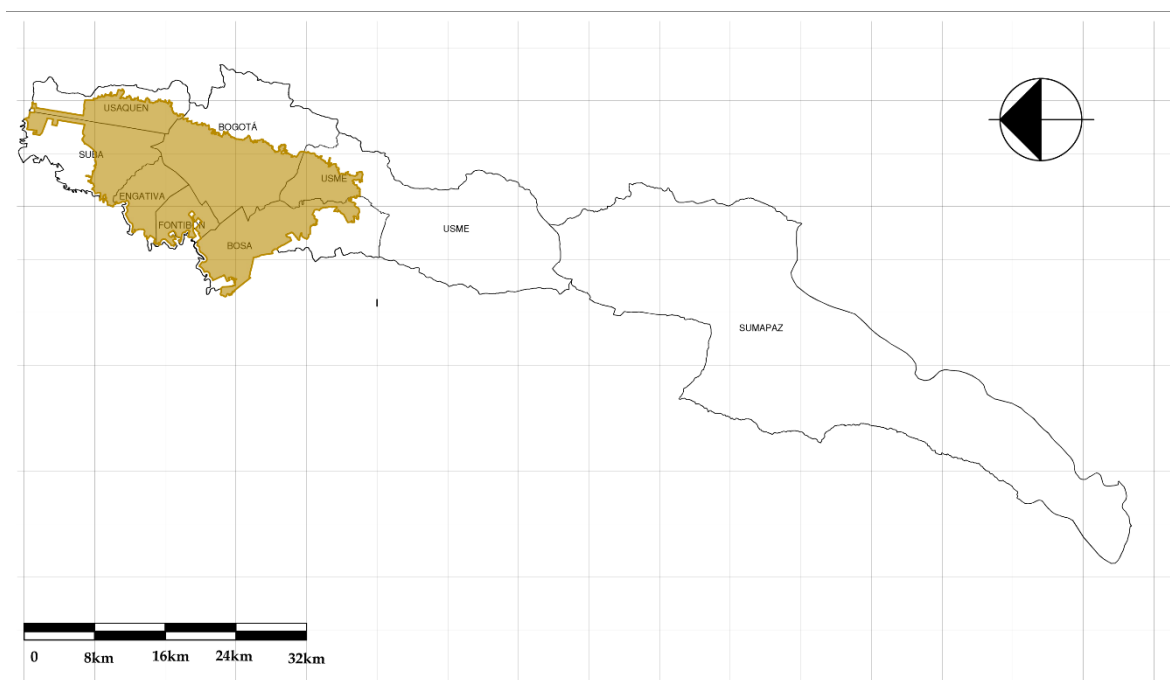 USAQUEN
BOGOTÁ
SUBA
USME
ENGATIVA
FONTIBON
USME
BOSA
SUMAPAZ
0 8km 16km 24km 32km